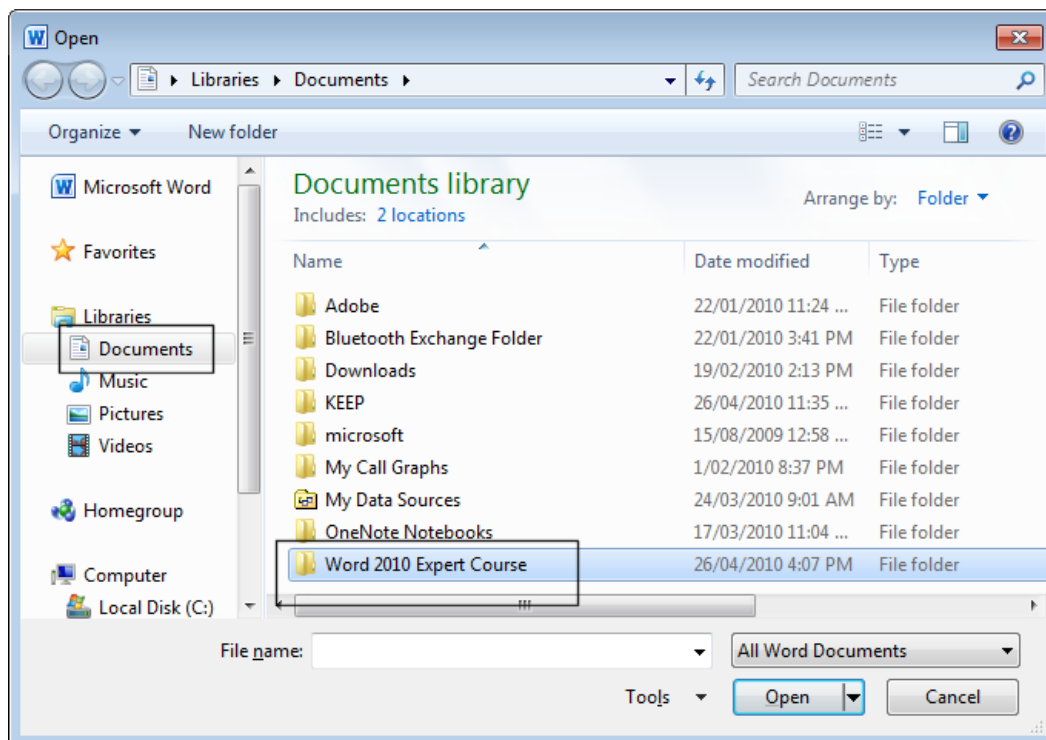 Open
Libraries Documents
Search Documents
Organize New folder
Microsoft Word
Favorites
Libraries
Documents
Music
Pictures
Videos
Homegroup
Computer
Local Disk (C:)
Documents library
Includes: 2 locations
Arrange by: Folder
Name Date modified Type
Adobe 22/01/2010 11:24 ... File folder
Bluetooth Exchange Folder 22/01/2010 3:41 PM File folder
Downloads 19/02/2010 2:13 PM File folder
KEEP 26/04/2010 11:35 ... File folder
microsoft 15/08/2009 12:58 ... File folder
My Call Graphs 1/02/2010 8:37 PM File folder
My Data Sources 24/03/2010 9:01 AM File folder
OneNote Notebooks 17/03/2010 11:04 ... File folder
Word 2010 Expert Course 26/04/2010 4:07 PM File folder
File name: All Word Documents
Tools Open Cancel